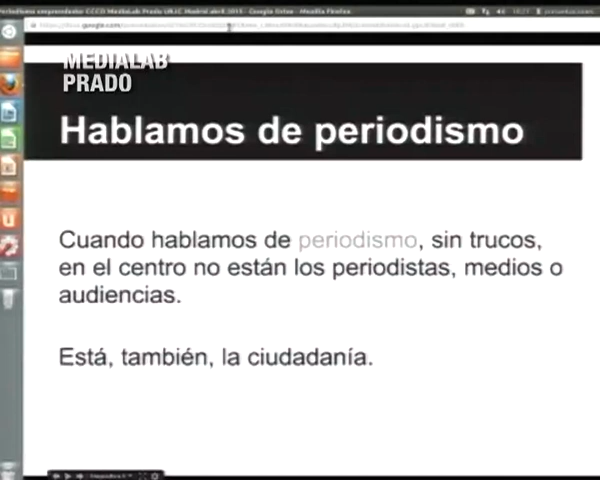 MEDIALAB
PRADO
Hablamos de periodismo
Cuando hablamos de periodismo, sin trucos,
en el centro no están los periodistas, medios o
audiencias.
Está, también, la ciudadanía.